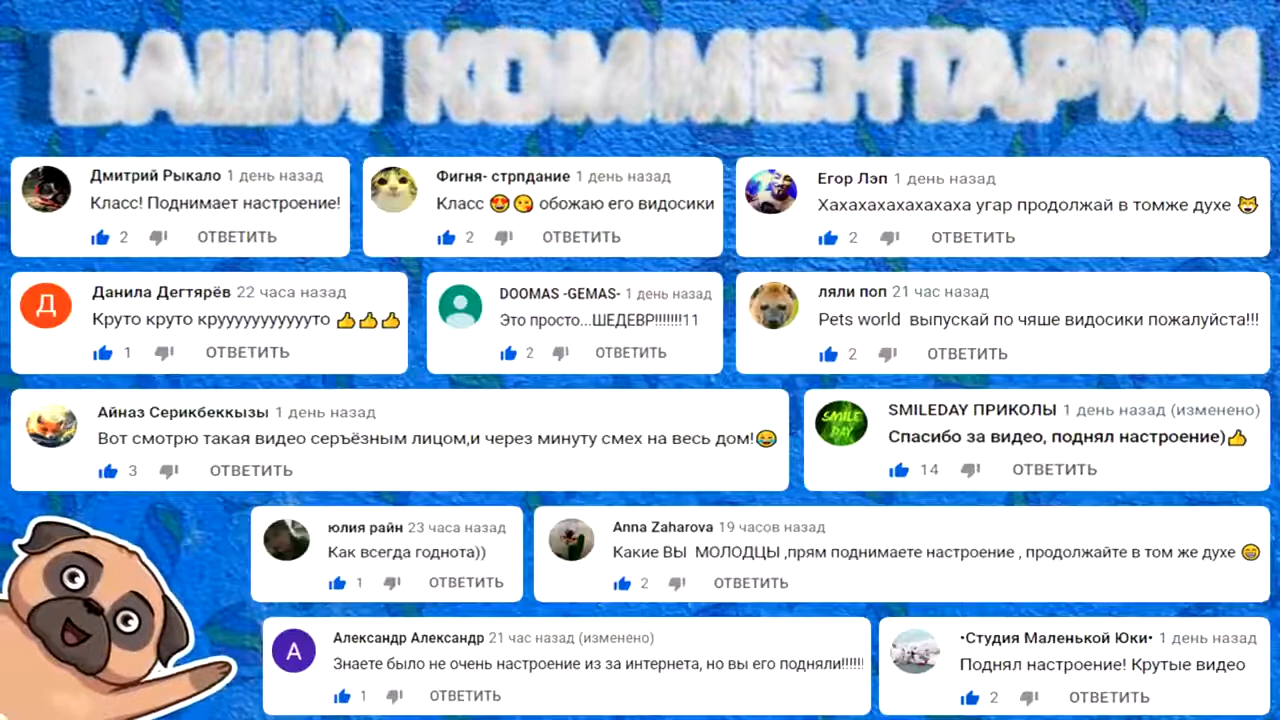 ВАШИ КОММЕНТАРИИ
Дмитрий Рыкало 1 день назад
Класс! Поднимает настроение!
2 ОТВЕТИТЬ
Фигня- стрпдание 1 день назад
Класс 😍😘 обожаю его видосики
2 ОТВЕТИТЬ
Егор Лэп 1 день назад
Хахахахахахахаха угар продолжай в томже духе 😹
2 ОТВЕТИТЬ
Д
Данила Дегтярёв 22 часа назад
Круто круто крууууууууууто 👍👍👍
1 ОТВЕТИТЬ
DOOMAS -GEMAS- 1 день назад
Это просто...ШЕДЕВР!!!!!!!11
2 ОТВЕТИТЬ
ляли поп 21 час назад
Pets world выпускай по чяше видосики пожалуйста!!!
2 ОТВЕТИТЬ
Айназ Серикбеккызы 1 день назад
Вот смотрю такая видео серъёзным лицом,и через минуту смех на весь дом!😂
3 ОТВЕТИТЬ
SMILE DAY
SMILEDAY ПРИКОЛЫ 1 день назад (изменено)
Спасибо за видео, поднял настроение)👍
14 ОТВЕТИТЬ
юлия райн 23 часа назад
Как всегда годнота))
1 ОТВЕТИТЬ
Anna Zaharova 19 часов назад
Какие ВЫ МОЛОДЦЫ ,прям поднимаете настроение , продолжайте в том же духе 😁
2 ОТВЕТИТЬ
А
Александр Александр 21 час назад (изменено)
Знаете было не очень настроение из за интернета, но вы его подняли!!!!!!
1 ОТВЕТИТЬ
•Студия Маленькой Юки• 1 день назад
Поднял настроение! Крутые видео
2 ОТВЕТИТЬ